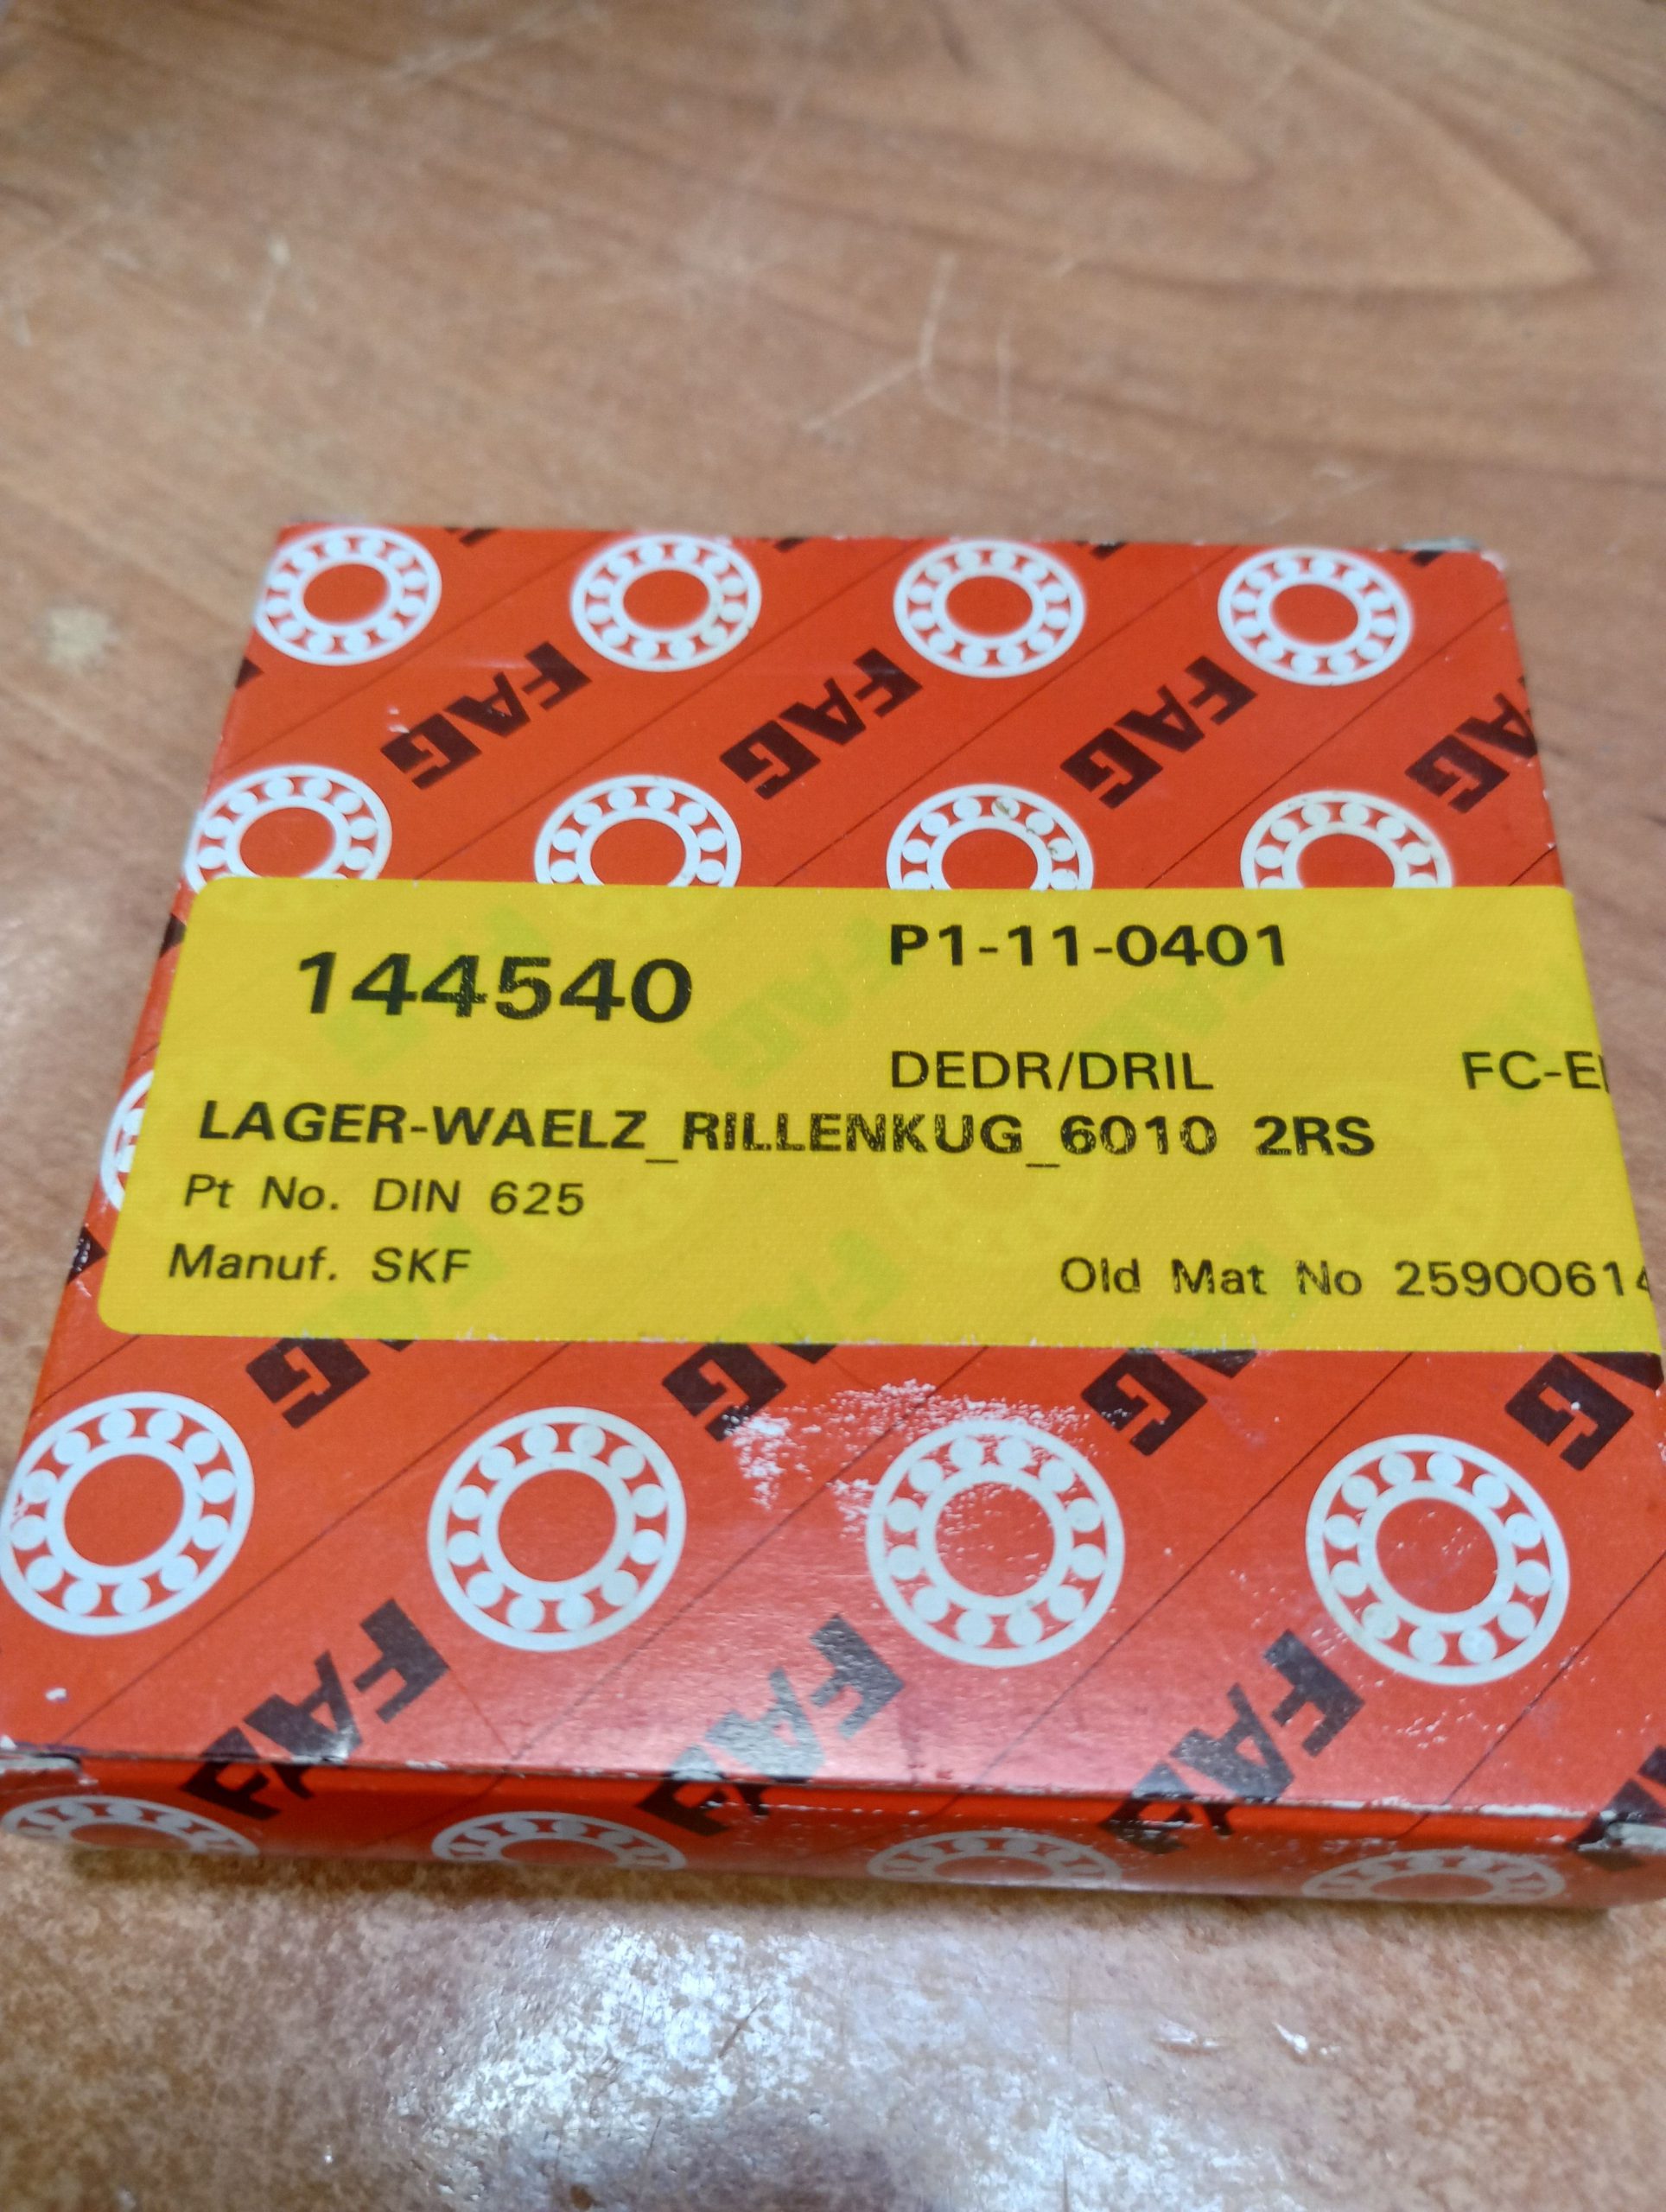 FAG FAG FAG FAG
144540 P1-11-0401
DEDR/DRIL
LAGER-WAELZ_RILLENKUG_6010 2RS
Pt No. DIN 625
Manuf. SKF Old Mat No 25900614
FAG FAG FAG